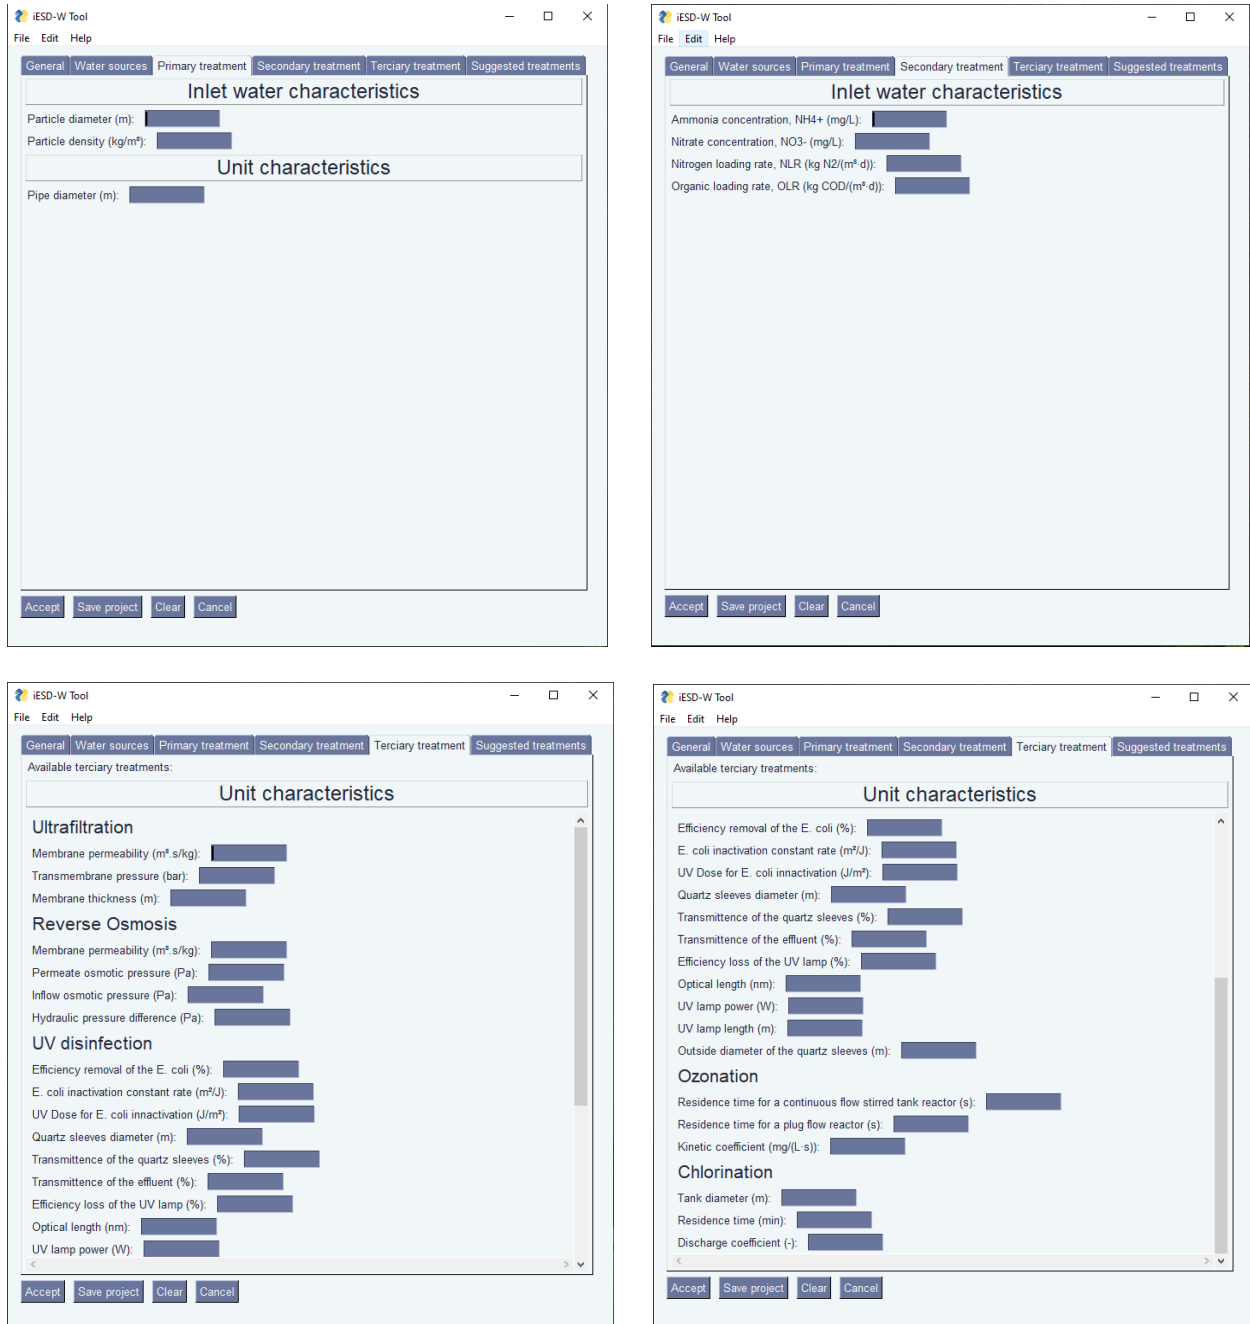 iESD-W Tool
File Edit Help
General Water sources Primary treatment Secondary treatment Terciary treatment Suggested treatments
Inlet water characteristics
Particle diameter (m):
Particle density (kg/m³):
Unit characteristics
Pipe diameter (m):
Accept Save project Clear Cancel
iESD-W Tool
File Edit Help
General Water sources Primary treatment Secondary treatment Terciary treatment Suggested treatments
Inlet water characteristics
Ammonia concentration, NH4+ (mg/L):
Nitrate concentration, NO3- (mg/L):
Nitrogen loading rate, NLR (kg N2/(m³·d)):
Organic loading rate, OLR (kg COD/(m³·d)):
Accept Save project Clear Cancel
iESD-W Tool
File Edit Help
General Water sources Primary treatment Secondary treatment Terciary treatment Suggested treatments
Available terciary treatments:
Unit characteristics
Ultrafiltration
Membrane permeability (m³.s/kg):
Transmembrane pressure (bar):
Membrane thickness (m):
Reverse Osmosis
Membrane permeability (m³.s/kg):
Permeate osmotic pressure (Pa):
Inflow osmotic pressure (Pa):
Hydraulic pressure difference (Pa):
UV disinfection
Efficiency removal of the E. coli (%):
E. coli inactivation constant rate (m²/J):
UV Dose for E. coli innactivation (J/m²):
Quartz sleeves diameter (m):
Transmittence of the quartz sleeves (%):
Transmittence of the effluent (%):
Efficiency loss of the UV lamp (%):
Optical length (nm):
UV lamp power (W):
Accept Save project Clear Cancel
iESD-W Tool
File Edit Help
General Water sources Primary treatment Secondary treatment Terciary treatment Suggested treatments
Available terciary treatments:
Unit characteristics
Efficiency removal of the E. coli (%):
E. coli inactivation constant rate (m²/J):
UV Dose for E. coli innactivation (J/m²):
Quartz sleeves diameter (m):
Transmittence of the quartz sleeves (%):
Transmittence of the effluent (%):
Efficiency loss of the UV lamp (%):
Optical length (nm):
UV lamp power (W):
UV lamp length (m):
Outside diameter of the quartz sleeves (m):
Ozonation
Residence time for a continuous flow stirred tank reactor (s):
Residence time for a plug flow reactor (s):
Kinetic coefficient (mg/(L·s)):
Chlorination
Tank diameter (m):
Residence time (min):
Discharge coefficient (-):
Accept Save project Clear Cancel